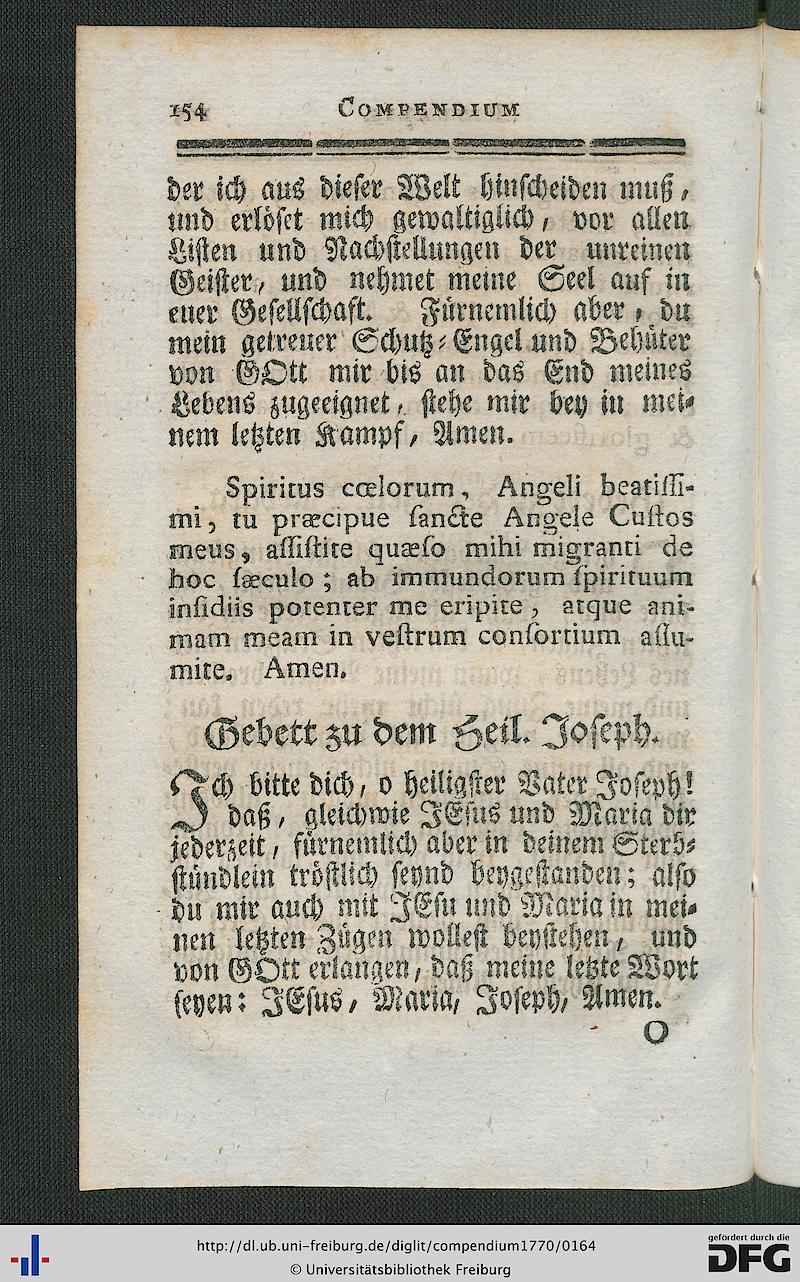 154 COMPENDIUM
der ich aus dieser Welt hinscheiden muß,
und erlöset mich gewaltiglich, vor allen
Listen und Nachstellungen der unreinen
Geister, und nehmet meine Seel auf in
euer Gesellschaft. Fürnemlich aber, du
mein getreuer Schutz-Engel und Behüter
von GOtt mir bis an das End meines
Lebens zugeeignet, stehe mir bey in mei-
nem letzten Kampf, Amen.
Spiritus cœlorum, Angeli beatiſſi-
mi, tu præcipue ſancte Angele Cuſtos
meus, aſſiſtite quæſo mihi migranti de
hoc ſæculo; ab immundorum ſpirituum
inſidiis potenter me eripite, atque ani-
mam meam in veſtrum conſortium aſſu-
mite. Amen.
Gebett zu dem Heil. Joseph.
Ich bitte dich, o heiligster Vater Joseph!
daß, gleichwie JEsus und Maria dir
jederzeit, fürnemlich aber in deinem Sterb-
stündlein tröstlich seynd beygestanden; also
du mir auch mit JEsu und Maria in mei-
nen letzten Zügen wollest beystehen, und
von GOtt erlangen, daß meine letzte Wort
seyen: JEsus, Maria, Joseph, Amen.
O
http://dl.ub.uni-freiburg.de/diglit/compendium1770/0164
© Universitätsbibliothek Freiburg
gefördert durch die
DFG